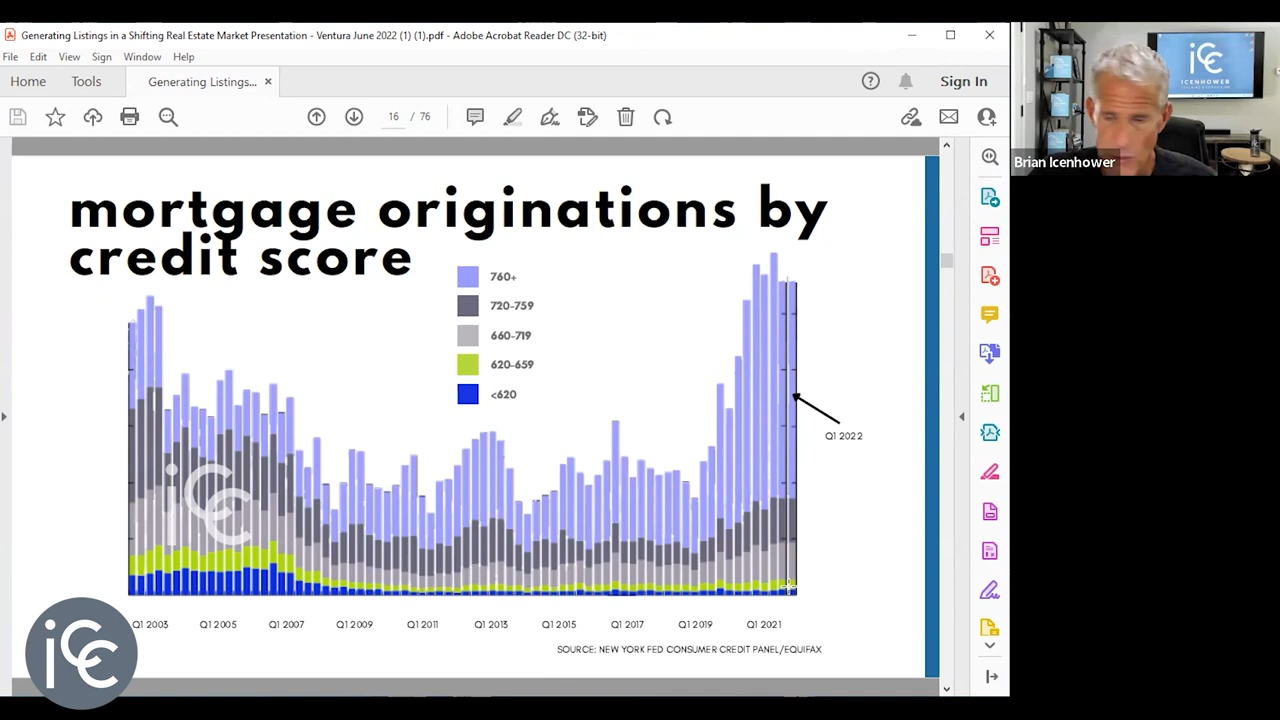 Generating Listings in a Shifting Real Estate Market Presentation - Venture June 2022 (1) (1).pdf - Adobe Acrobat Reader DC (32-bit)
File Edit View Sign Window Help
Home Tools Generating Listings... × Sign In
16 / 76
mortgage originations by
credit score
760+
720-759
660-719
620-659
<620
Q1 2022
Q1 2003 Q1 2005 Q1 2007 Q1 2009 Q1 2011 Q1 2013 Q1 2015 Q1 2017 Q1 2019 Q1 2021
SOURCE: NEW YORK FED CONSUMER CREDIT PANEL/EQUIFAX
iCC
iCC
iCC
ICENHOWER
Brian Icenhower